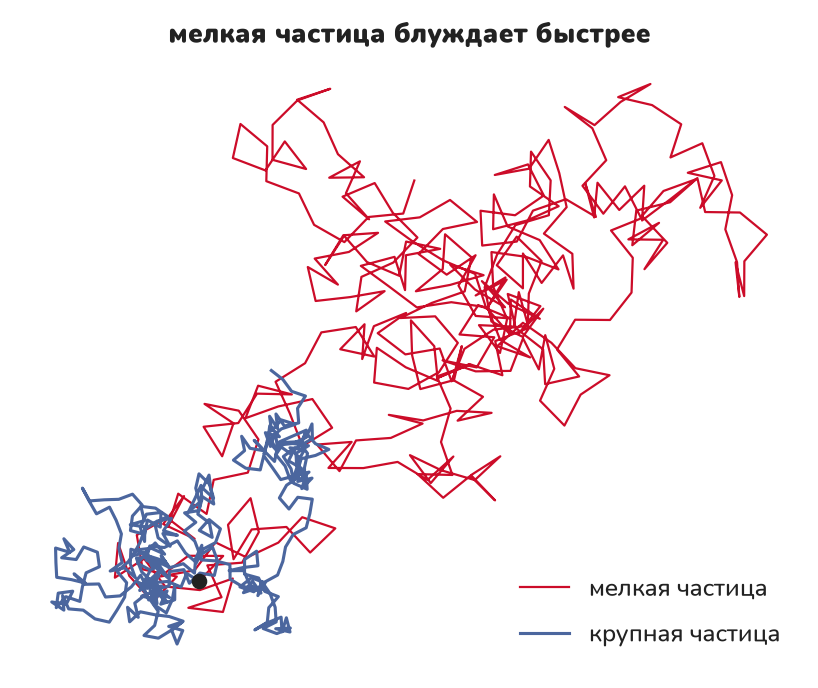 мелкая частица блуждает быстрее
мелкая частица
крупная частица